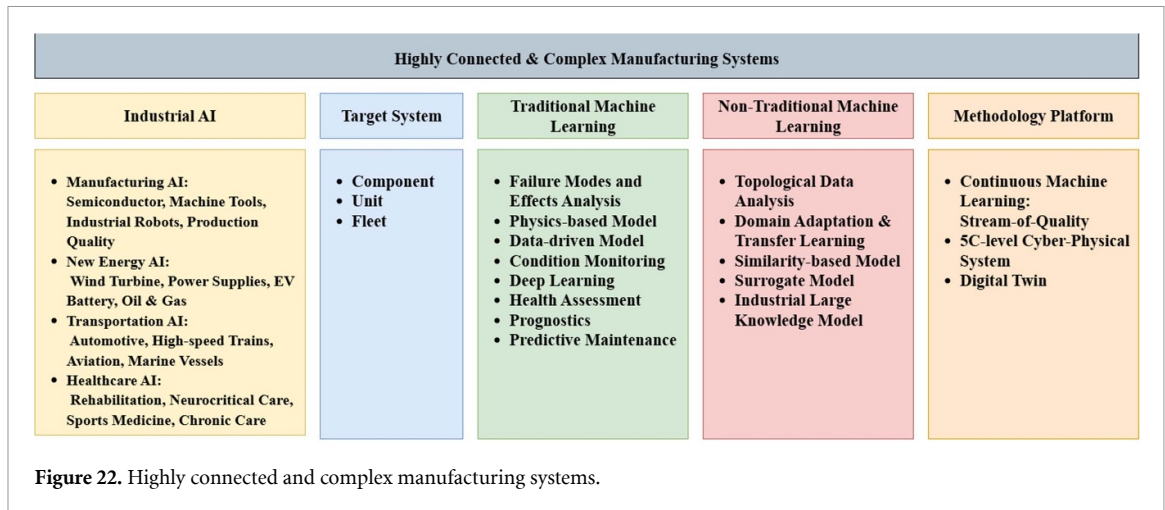 Highly Connected & Complex Manufacturing Systems
Industrial AI
• Manufacturing AI:
Semiconductor, Machine Tools,
Industrial Robots, Production
Quality
• New Energy AI:
Wind Turbine, Power Supplies, EV
Battery, Oil & Gas
• Transportation AI:
Automotive, High-speed Trains,
Aviation, Marine Vessels
• Healthcare AI:
Rehabilitation, Neurocritical Care,
Sports Medicine, Chronic Care
Target System
• Component
• Unit
• Fleet
Traditional Machine
Learning
• Failure Modes and
Effects Analysis
• Physics-based Model
• Data-driven Model
• Condition Monitoring
• Deep Learning
• Health Assessment
• Prognostics
• Predictive Maintenance
Non-Traditional Machine
Learning
• Topological Data
Analysis
• Domain Adaptation &
Transfer Learning
• Similarity-based Model
• Surrogate Model
• Industrial Large
Knowledge Model
Methodology Platform
• Continuous Machine
Learning:
Stream-of-Quality
• 5C-level Cyber-Physical
System
• Digital Twin
Figure 22. Highly connected and complex manufacturing systems.